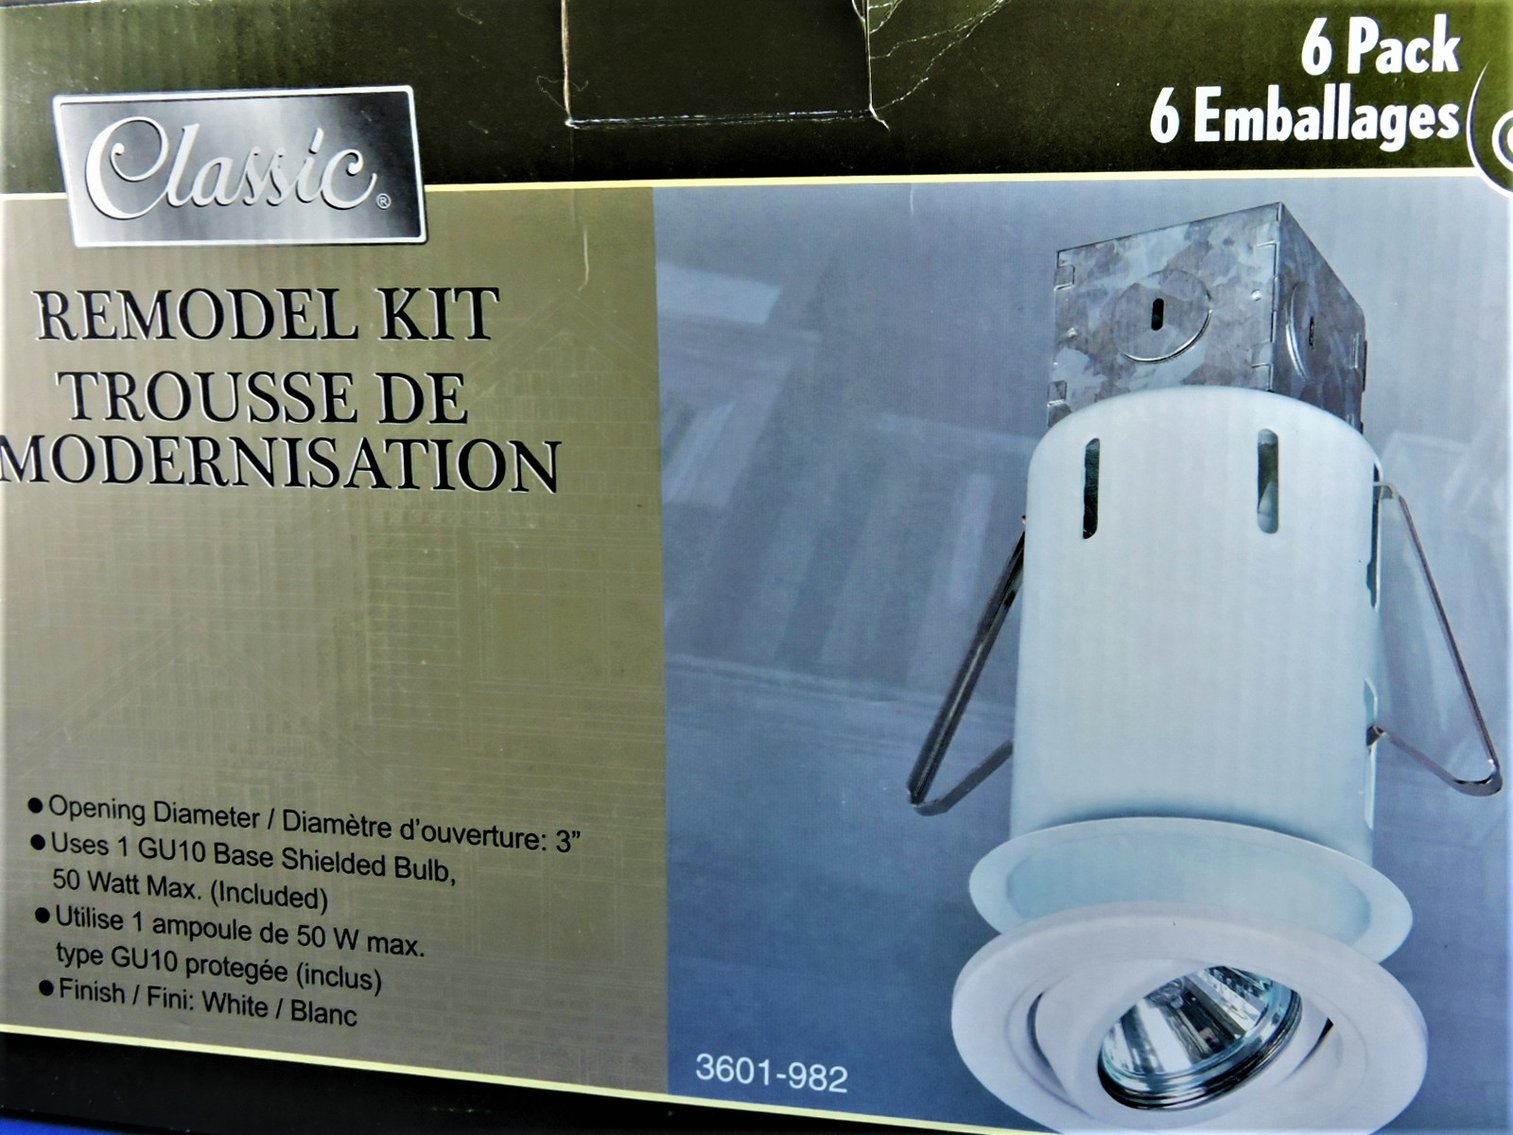 6 Pack
6 Emballages
Classic®
REMODEL KIT
TROUSSE DE
MODERNISATION
● Opening Diameter / Diamètre d'ouverture: 3”
● Uses 1 GU10 Base Shielded Bulb,
50 Watt Max. (Included)
● Utilise 1 ampoule de 50 W max.
type GU10 protegée (inclus)
● Finish / Fini: White / Blanc
3601-982